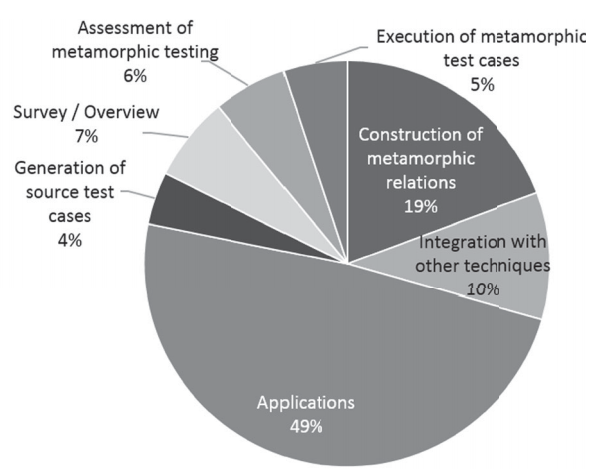 Assessment of
metamorphic testing
6%
Execution of metamorphic
test cases
5%
Survey / Overview
7%
Construction of
metamorphic
relations
19%
Generation of
source test
cases
4%
Integration with
other techniques
10%
Applications
49%